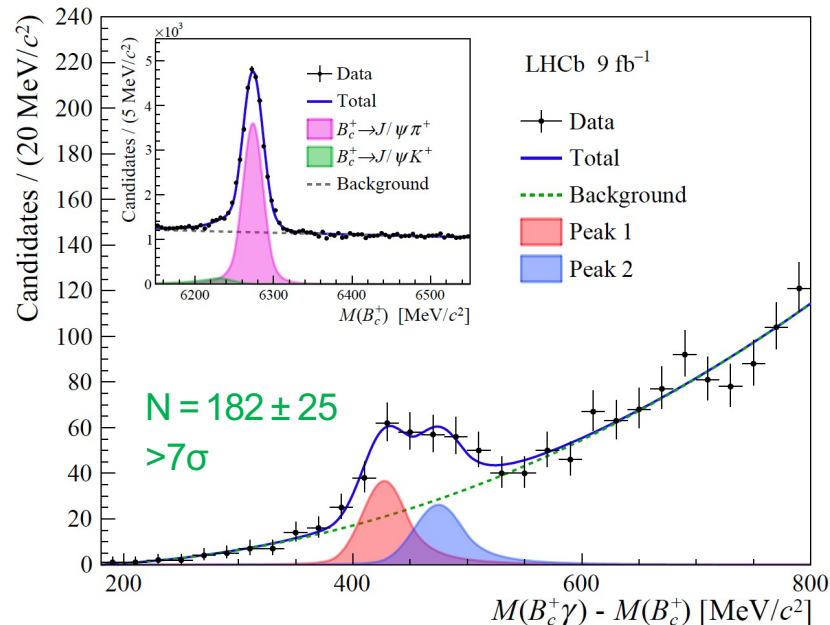 Candidates / (20 MeV/c²)
240
220
200
180
160
140
120
100
80
60
40
20
0
200
400
600
800
M(B_c⁺γ) - M(B_c⁺) [MeV/c²]
LHCb 9 fb⁻¹
Data
Total
Background
Peak 1
Peak 2
N = 182 ± 25
>7σ
×10³
Candidates / (5 MeV/c²)
5
4
3
2
1
0
6200
6300
6400
6500
M(B_c⁺) [MeV/c²]
Data
Total
B_c⁺→J/ψπ⁺
B_c⁺→J/ψK⁺
Background